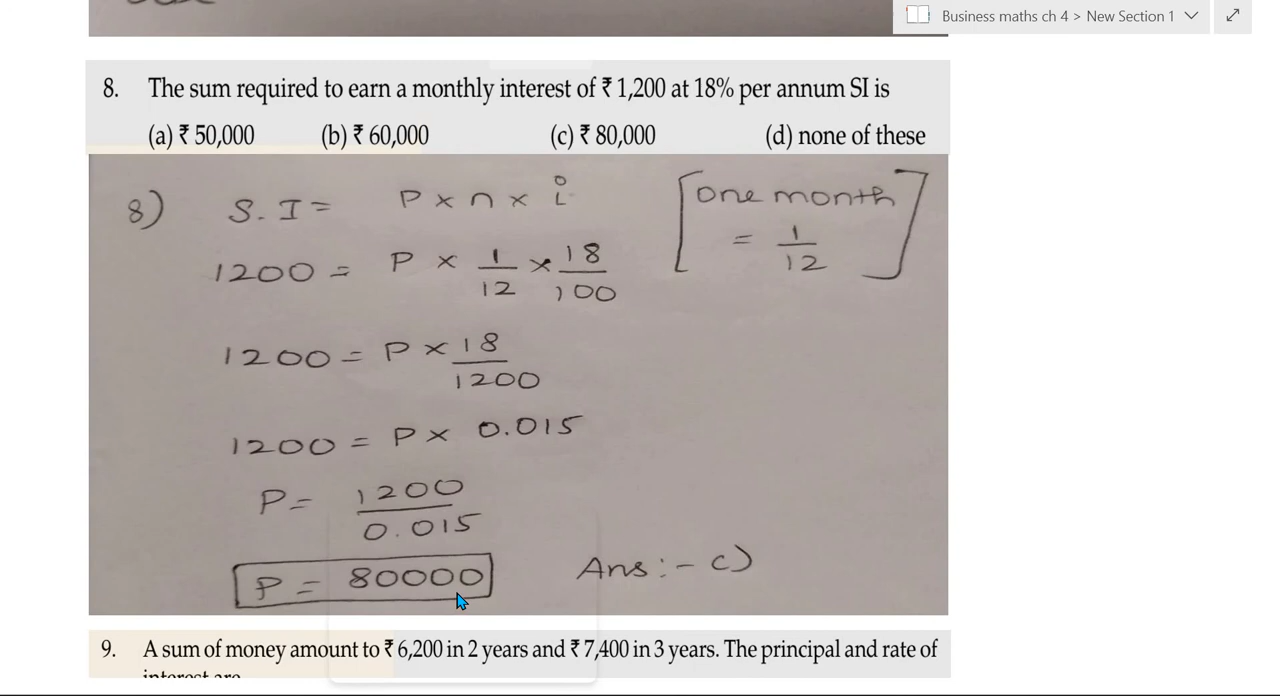 Business maths ch 4 > New Section 1
8. The sum required to earn a monthly interest of ₹ 1,200 at 18% per annum SI is
(a) ₹ 50,000 (b) ₹ 60,000 (c) ₹ 80,000 (d) none of these
8) S.I = P × n × i [One month
1200 = P × 1/12 × 18/100 = 1/12]
1200 = P × 18/1200
1200 = P × 0.015
P = 1200/0.015
P = 80000 Ans :- c)
9. A sum of money amount to ₹ 6,200 in 2 years and ₹ 7,400 in 3 years. The principal and rate of
interest are